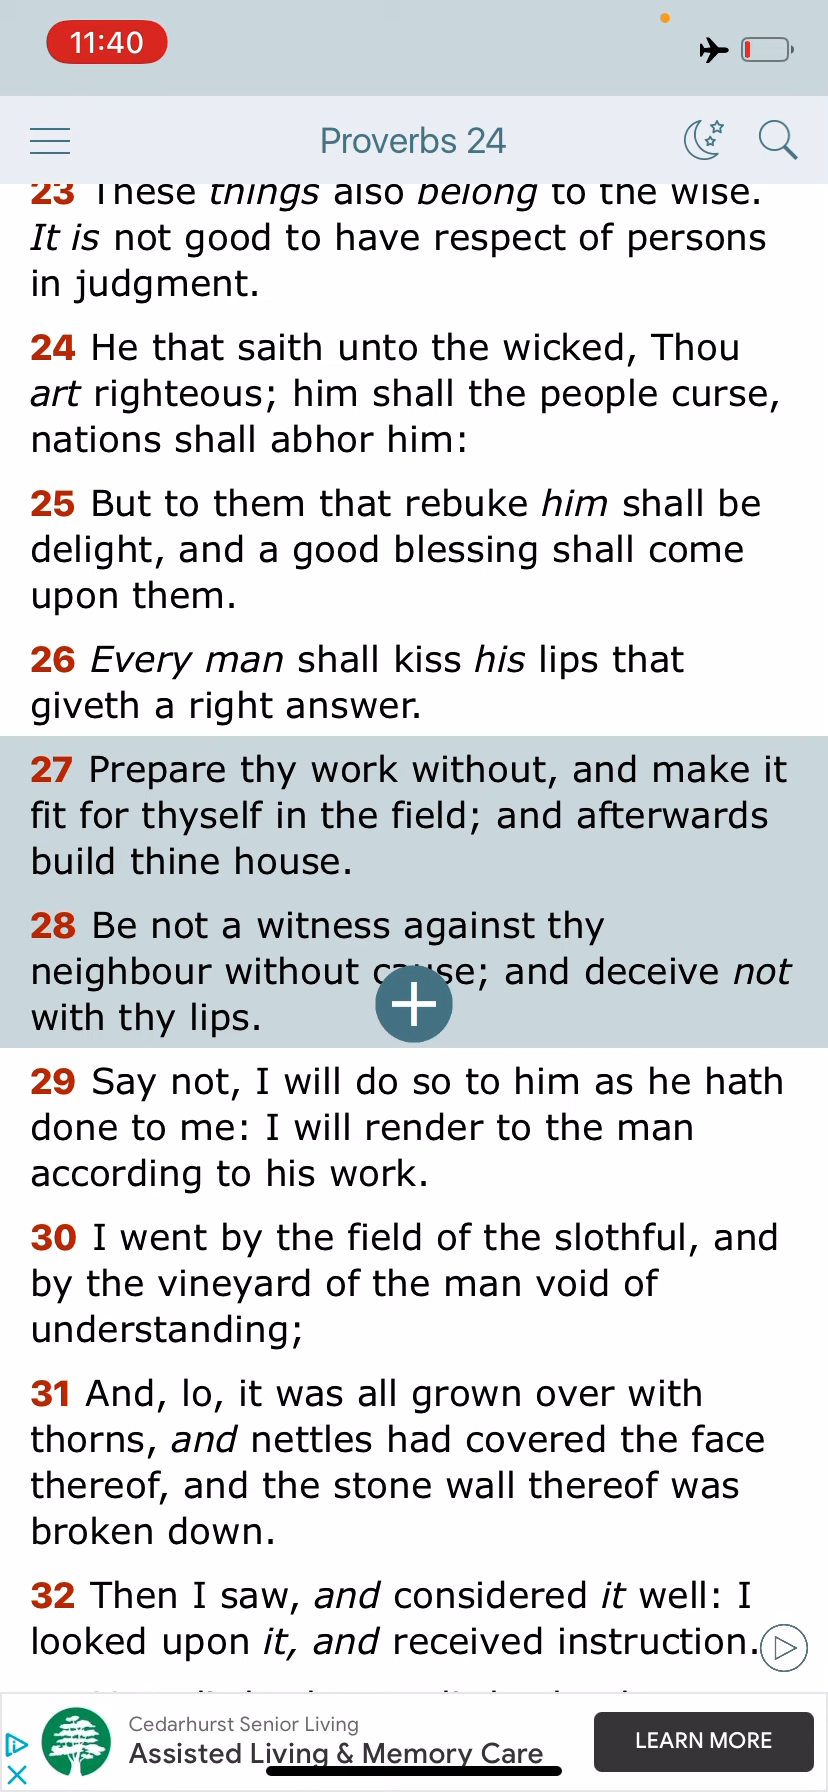 11:40
Proverbs 24
23 These things also belong to the wise.
It is not good to have respect of persons
in judgment.
24 He that saith unto the wicked, Thou
art righteous; him shall the people curse,
nations shall abhor him:
25 But to them that rebuke him shall be
delight, and a good blessing shall come
upon them.
26 Every man shall kiss his lips that
giveth a right answer.
27 Prepare thy work without, and make it
fit for thyself in the field; and afterwards
build thine house.
28 Be not a witness against thy
neighbour without cause; and deceive not
with thy lips.
29 Say not, I will do so to him as he hath
done to me: I will render to the man
according to his work.
30 I went by the field of the slothful, and
by the vineyard of the man void of
understanding;
31 And, lo, it was all grown over with
thorns, and nettles had covered the face
thereof, and the stone wall thereof was
broken down.
32 Then I saw, and considered it well: I
looked upon it, and received instruction.
Cedarhurst Senior Living
Assisted Living & Memory Care
LEARN MORE